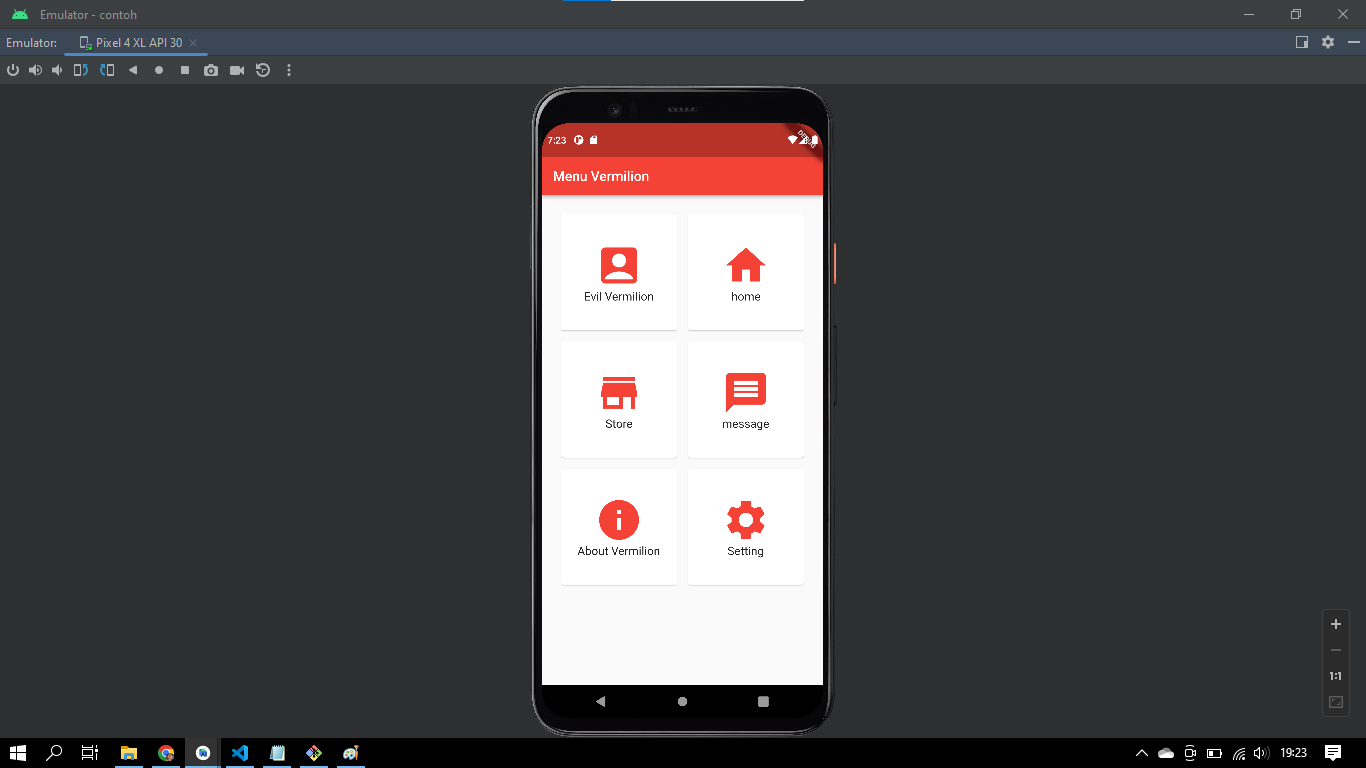 Emulator - contoh
Emulator:
Pixel 4 XL API 30
7:23
DEBUG
Menu Vermilion
Evil Vermilion
home
Store
message
About Vermilion
Setting
1:1
19:23